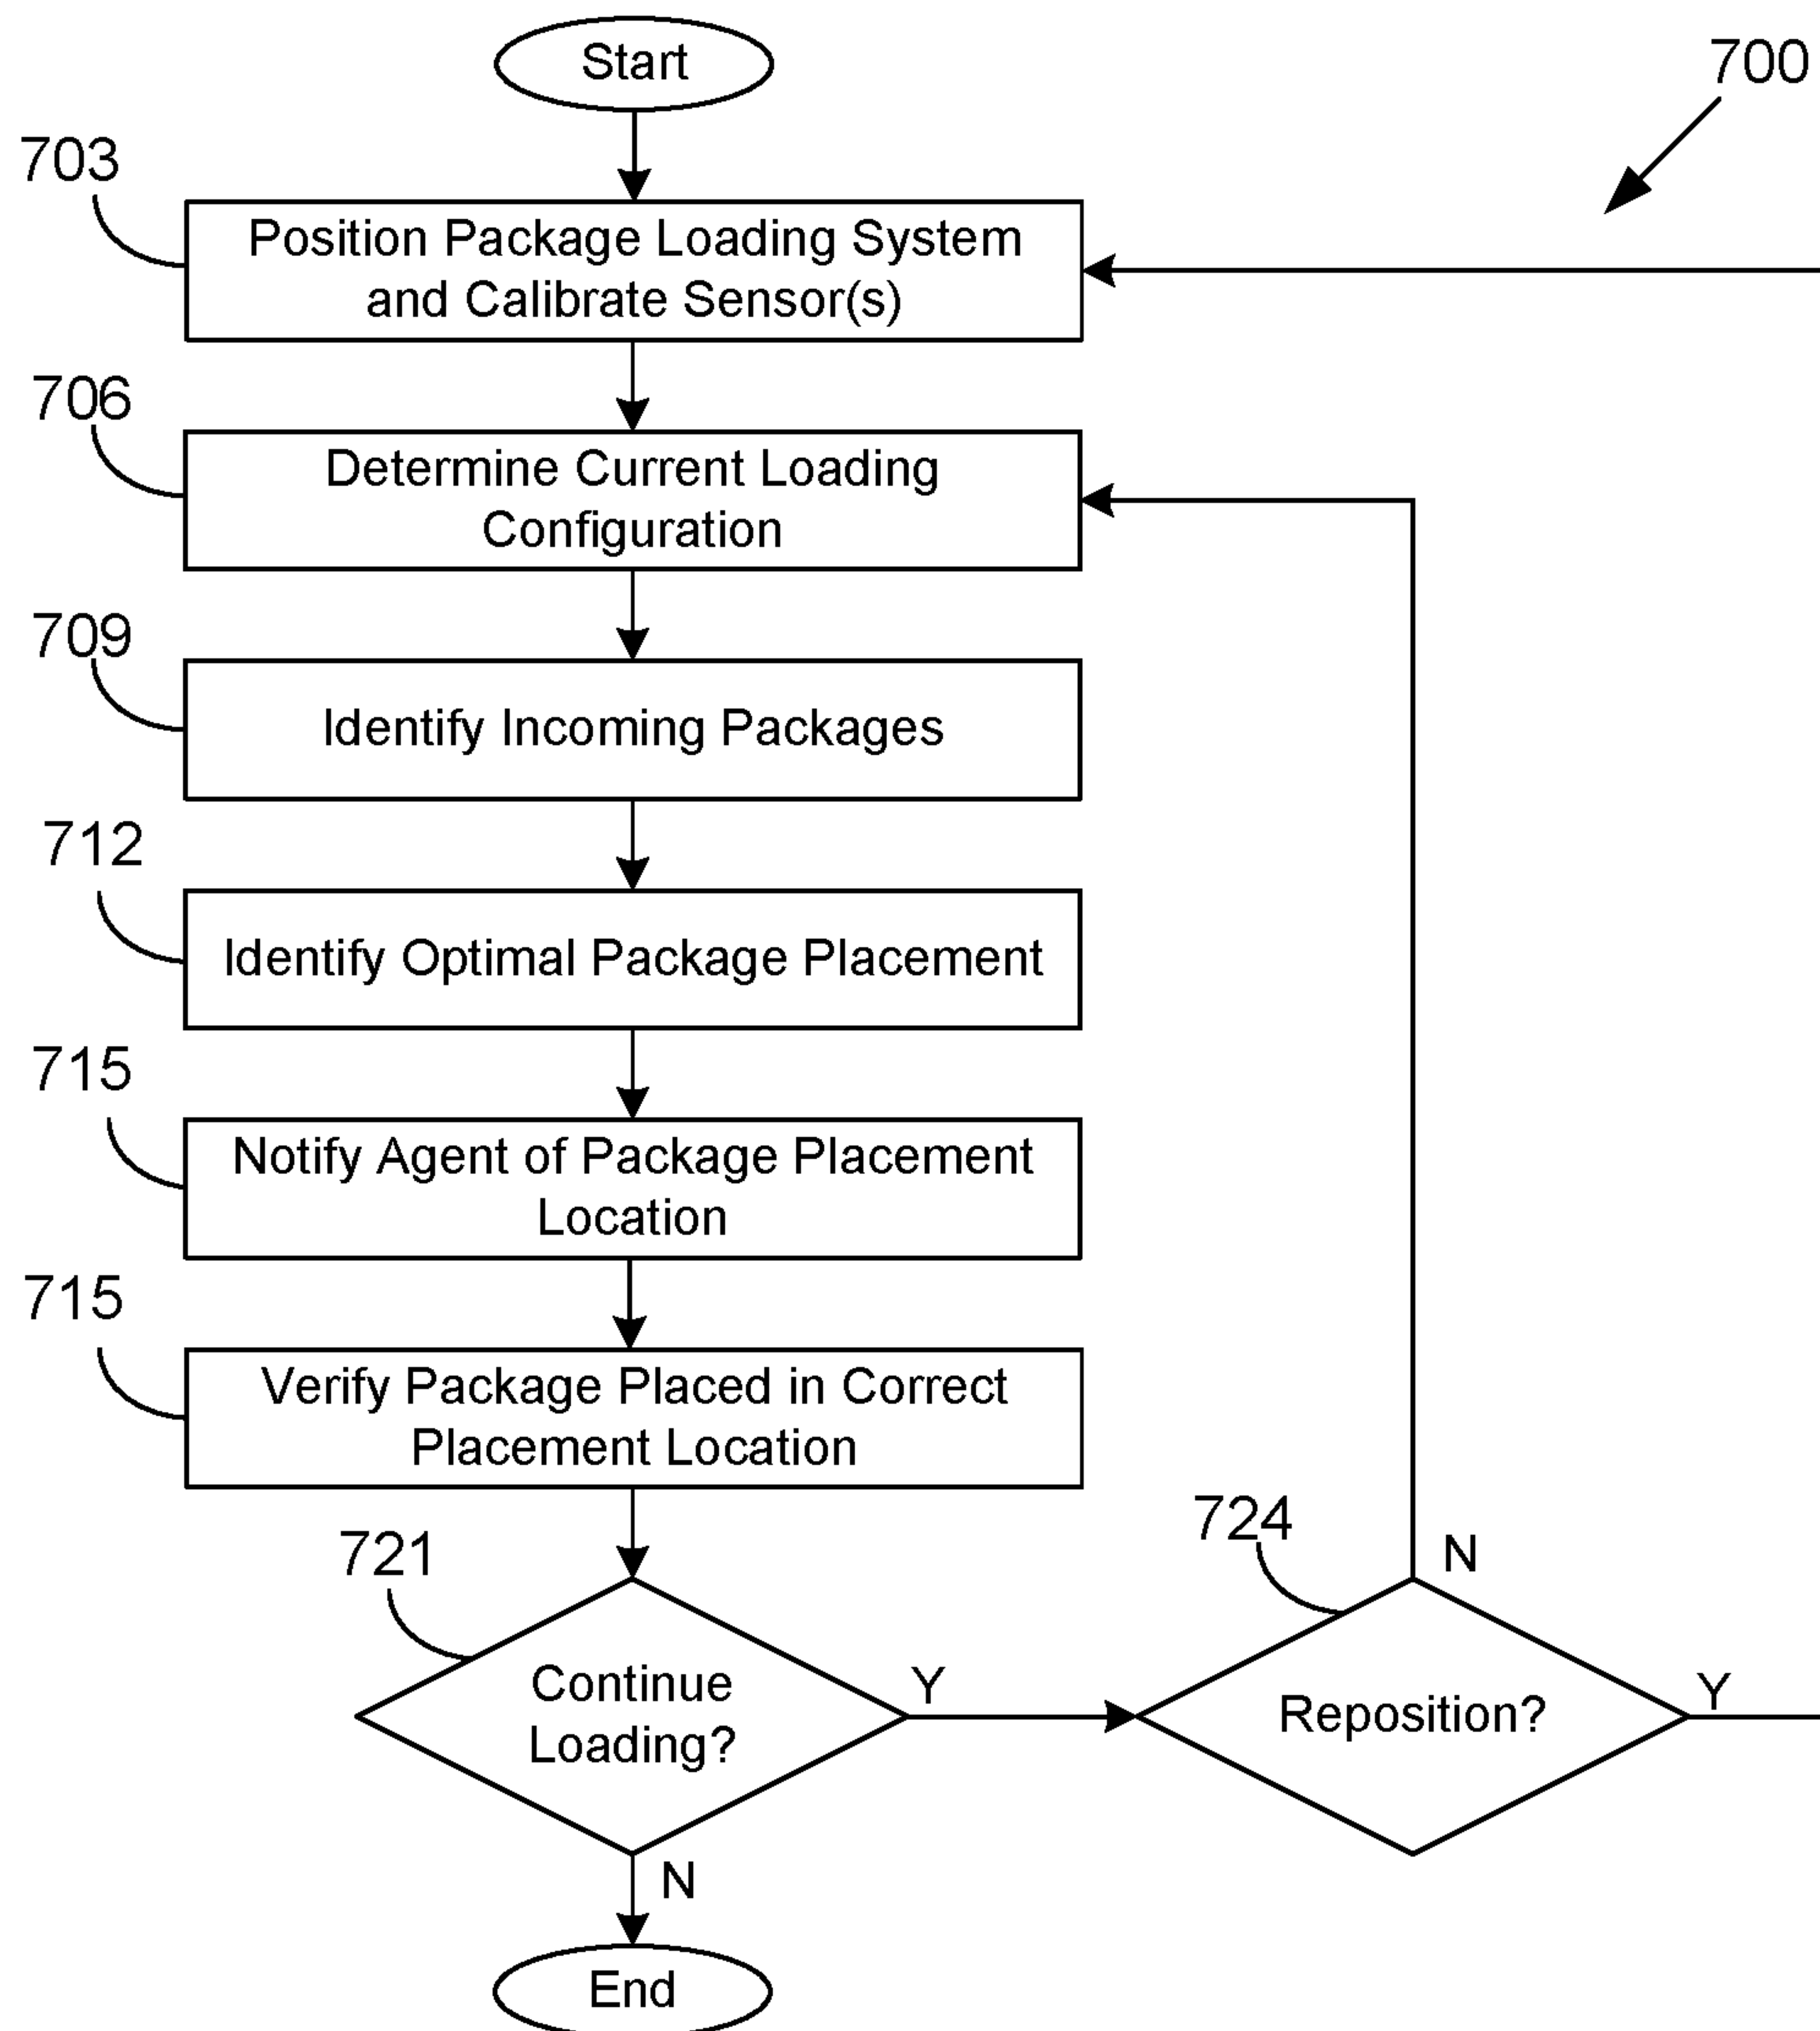 Start
700
703
Position Package Loading System
and Calibrate Sensor(s)
706
Determine Current Loading
Configuration
709
Identify Incoming Packages
712
Identify Optimal Package Placement
715
Notify Agent of Package Placement
Location
715
Verify Package Placed in Correct
Placement Location
721
Continue
Loading?
Y
N
724
Reposition?
N
Y
End